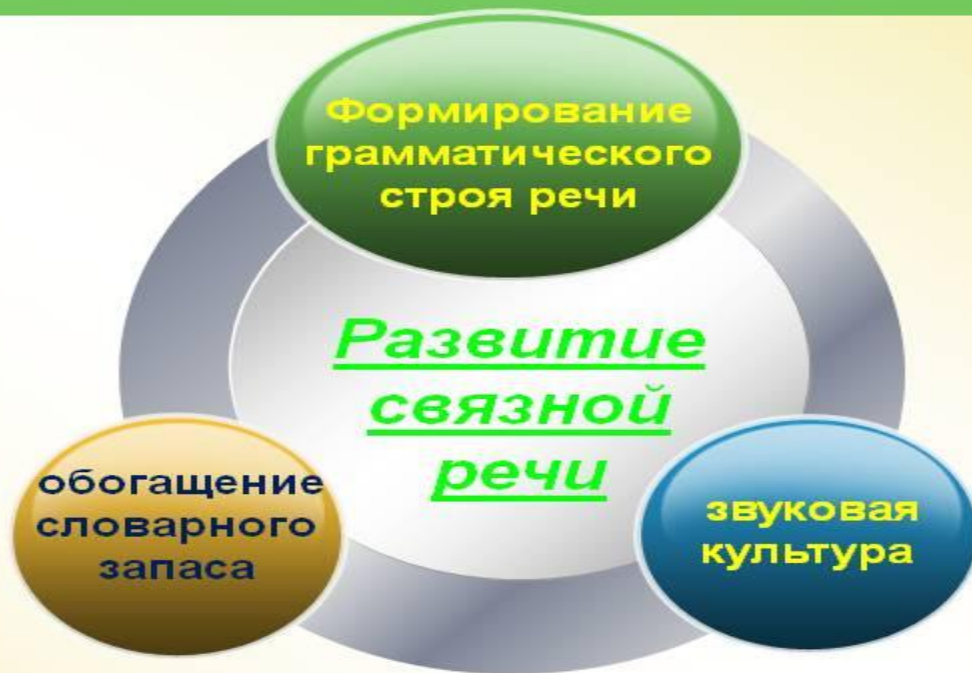 Формирование
грамматического
строя речи
Развитие
связной
речи
обогащение
словарного
запаса
звуковая
культура